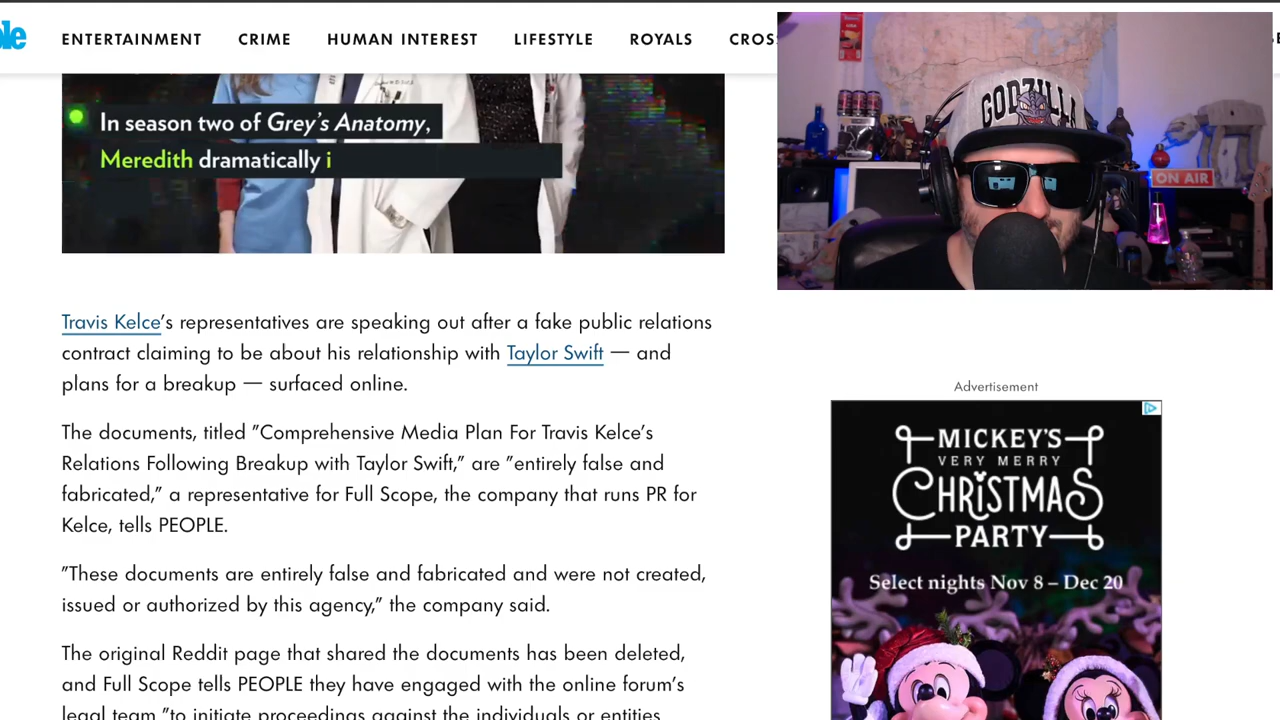 ENTERTAINMENT CRIME HUMAN INTEREST LIFESTYLE ROYALS
In season two of Grey's Anatomy,
Meredith dramatically i
GODZILLA
ON AIR
Travis Kelce's representatives are speaking out after a fake public relations
contract claiming to be about his relationship with Taylor Swift — and
plans for a breakup — surfaced online.
The documents, titled "Comprehensive Media Plan For Travis Kelce's
Relations Following Breakup with Taylor Swift," are "entirely false and
fabricated," a representative for Full Scope, the company that runs PR for
Kelce, tells PEOPLE.
"These documents are entirely false and fabricated and were not created,
issued or authorized by this agency," the company said.
The original Reddit page that shared the documents has been deleted,
and Full Scope tells PEOPLE they have engaged with the online forum's
legal team "to initiate proceedings against the individuals or entities
Advertisement
MICKEY'S
VERY MERRY
CHRISTMAS
PARTY
Select nights Nov 8 – Dec 20